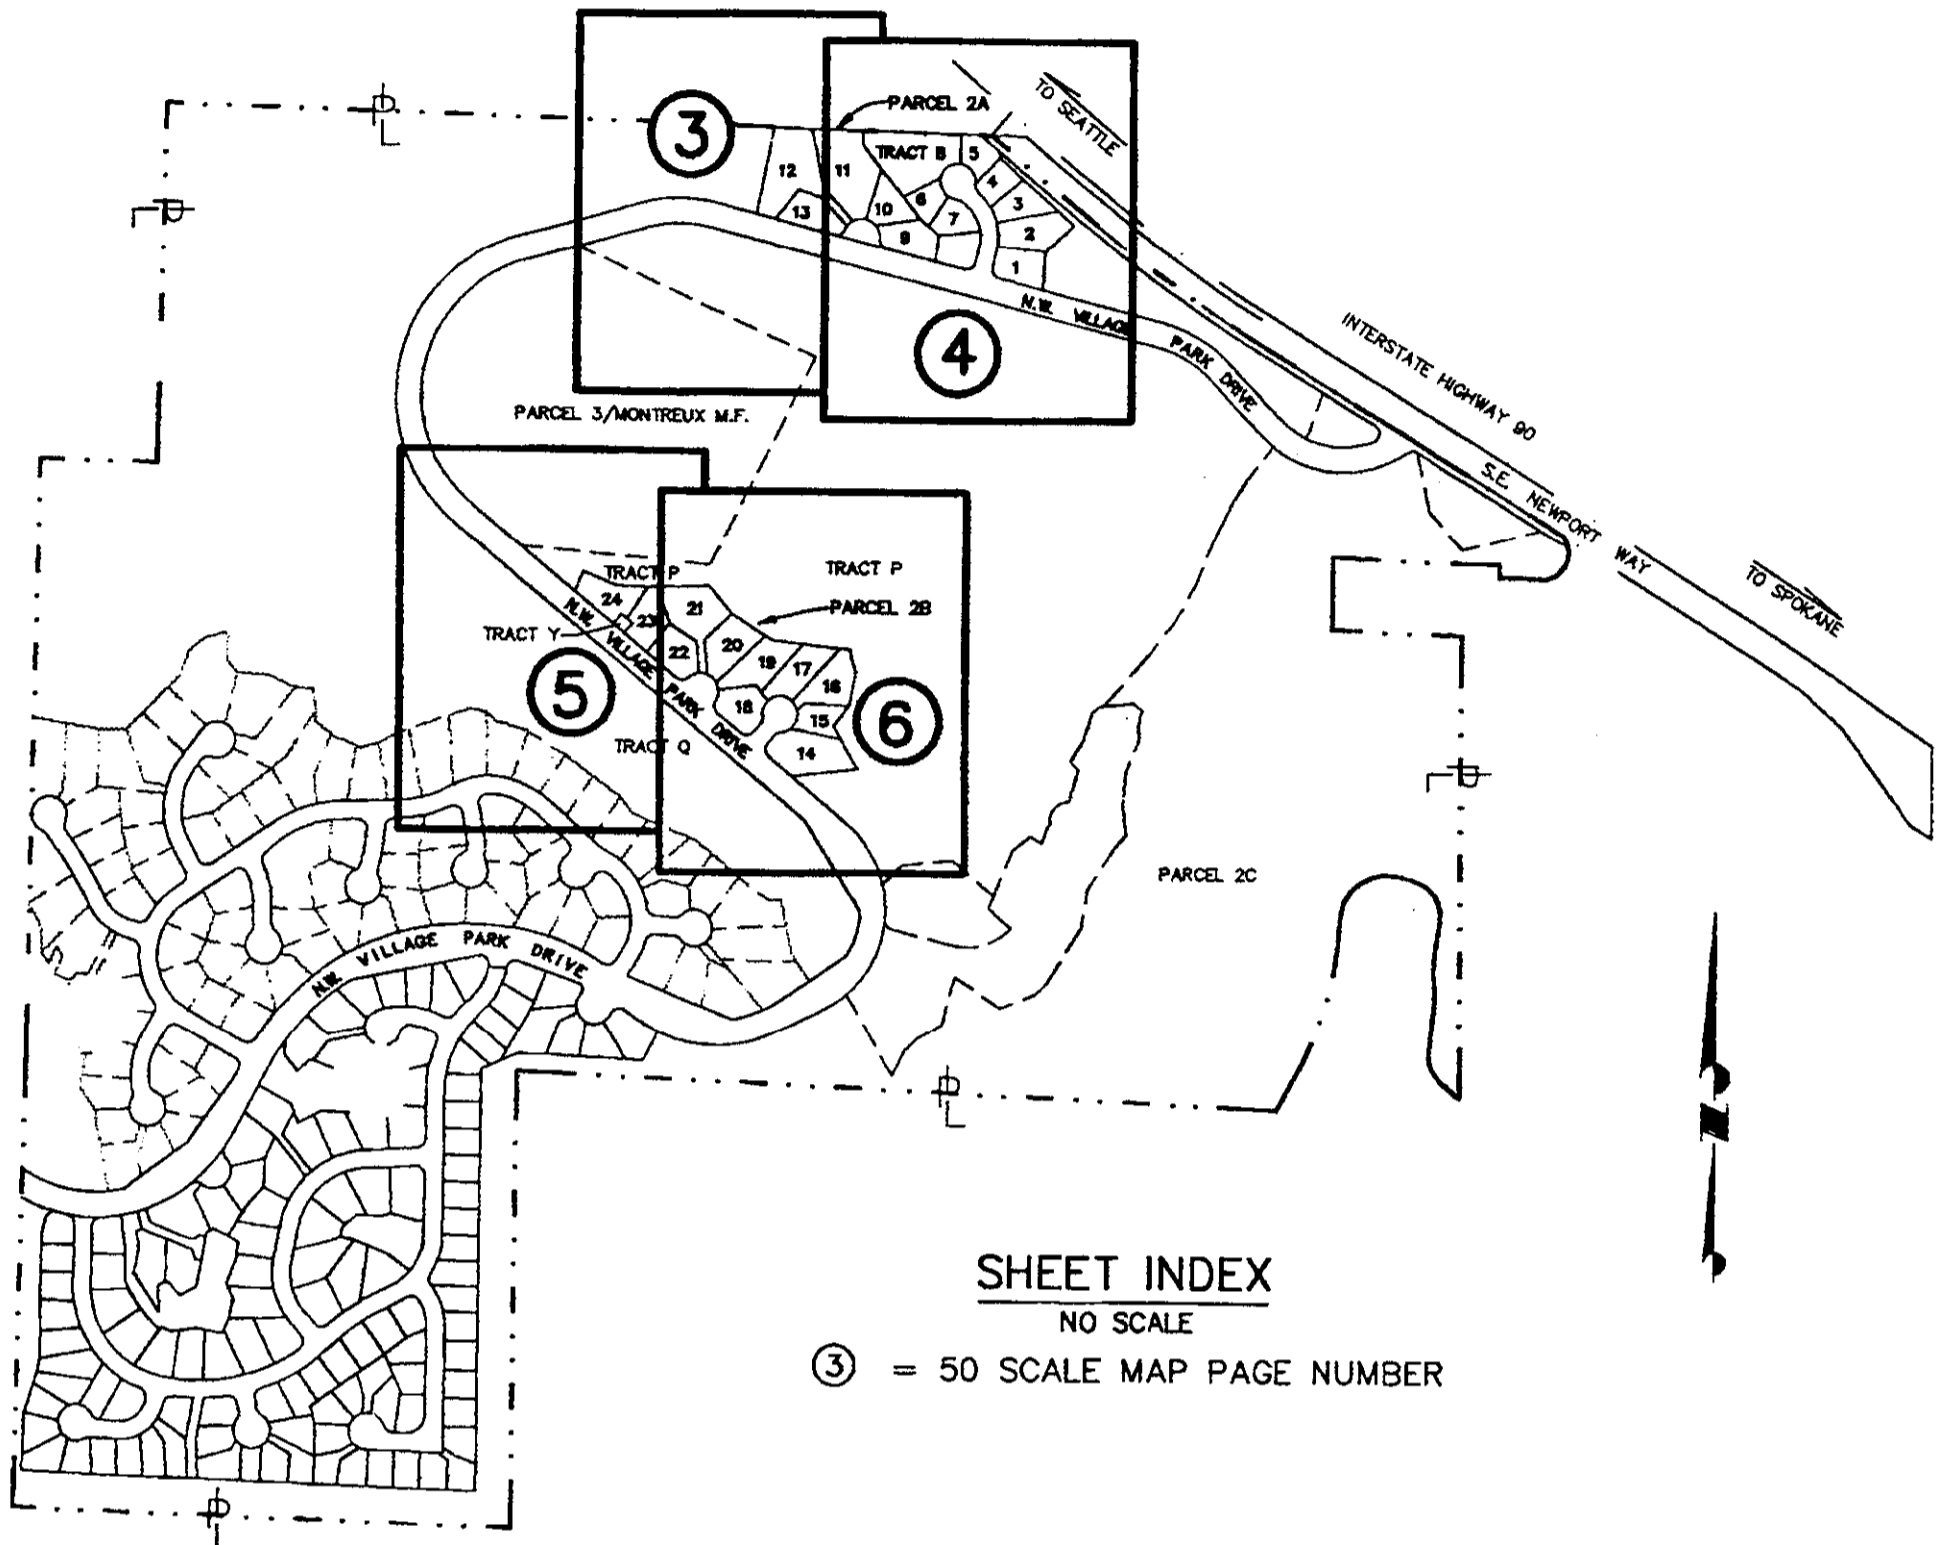 3
PARCEL 2A
TO SEATTLE
12
11
TRACT B
5
4
13
10
6
7
3
9
2
1
N.W. VILLAGE PARK DRIVE
4
INTERSTATE HIGHWAY 90
PARCEL 3/MONTREUX M.F.
S.E. NEWPORT WAY
TO SPOKANE
TRACT P
TRACT P
24
21
PARCEL 2B
TRACT Y
23
N.W. VILLAGE PARK DRIVE
22
20
19
17
16
5
18
15
6
TRACT Q
14
PARCEL 2C
N.W. VILLAGE PARK DRIVE
N
SHEET INDEX
NO SCALE
3 = 50 SCALE MAP PAGE NUMBER